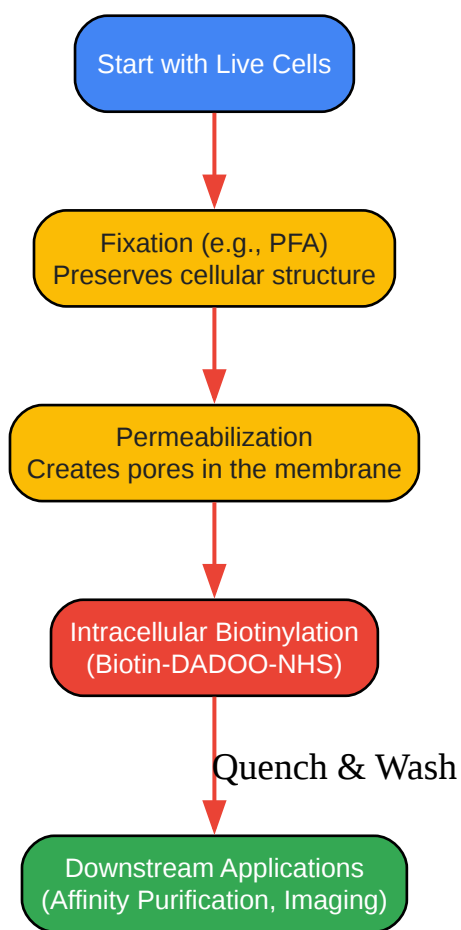 Start with Live Cells
Fixation (e.g., PFA)
Preserves cellular structure
Permeabilization
Creates pores in the membrane
Intracellular Biotinylation
(Biotin-DADOO-NHS)
Quench & Wash
Downstream Applications
(Affinity Purification, Imaging)